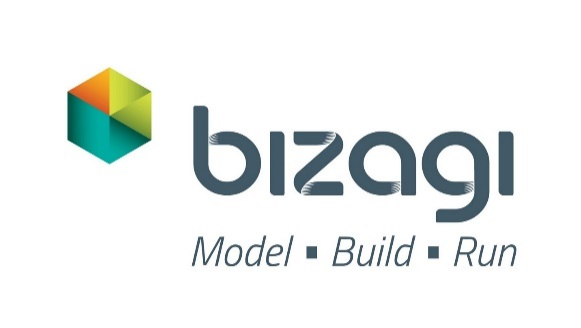 bizagi
Model ▪ Build ▪ Run